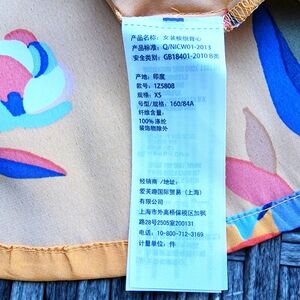 产品名称：女装梭织背心
产品标准：Q/NICW01-2013
安全类别：GB18401-2010 B类
产地：印度
款号：1ZS808
规格：XS
号型/规格：160/84A
纤维含量：
100% 涤纶
装饰物除外
经销商 /地址：
爱芙趣国际贸易（上海）
有限公司
上海市外高桥保税区加枫
路28号2505室200131
电话：10-800-712-3169
计量单位：件